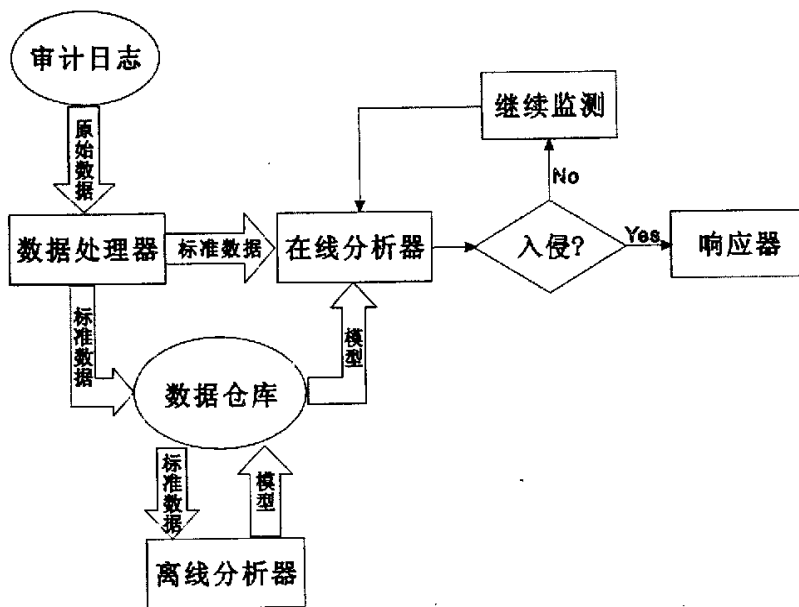 审计日志
原始数据
继续监测
No
数据处理器
标准数据
在线分析器
入侵?
Yes
响应器
标准数据
模型
数据仓库
标准数据
模型
离线分析器